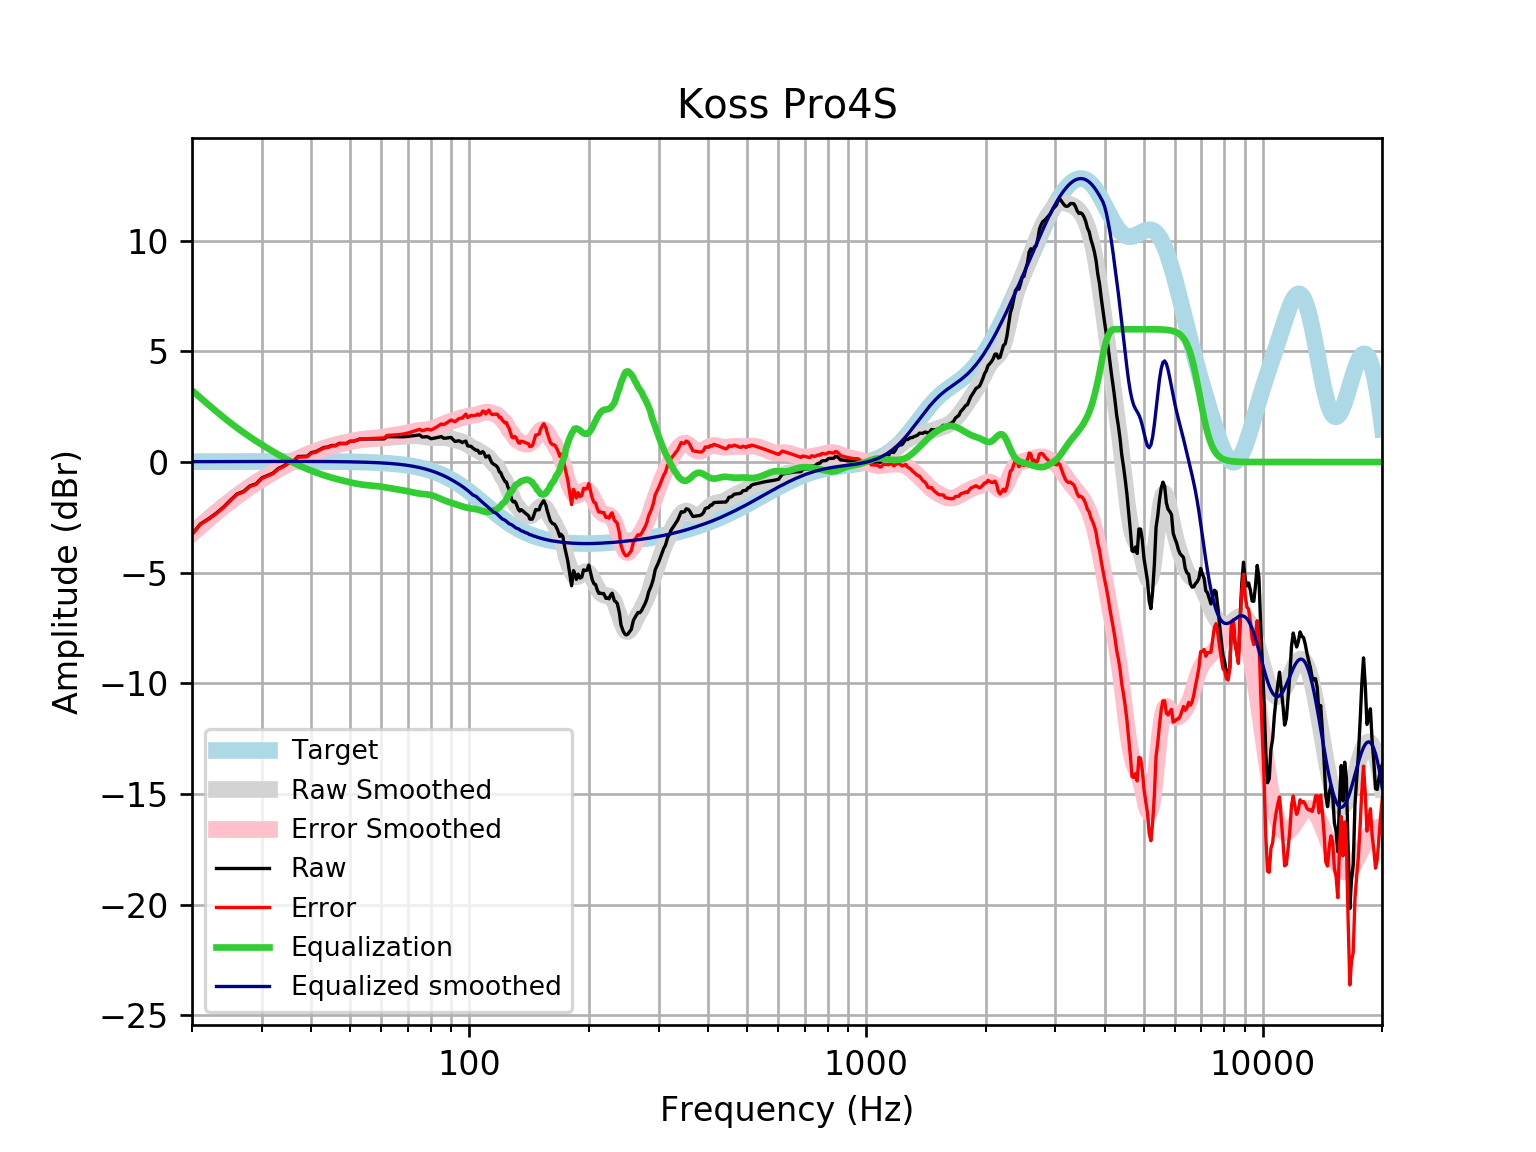 Koss Pro4S
Amplitude (dBr)
10
5
0
−5
−10
−15
−20
−25
Target
Raw Smoothed
Error Smoothed
Raw
Error
Equalization
Equalized smoothed
100 1000 10000
Frequency (Hz)